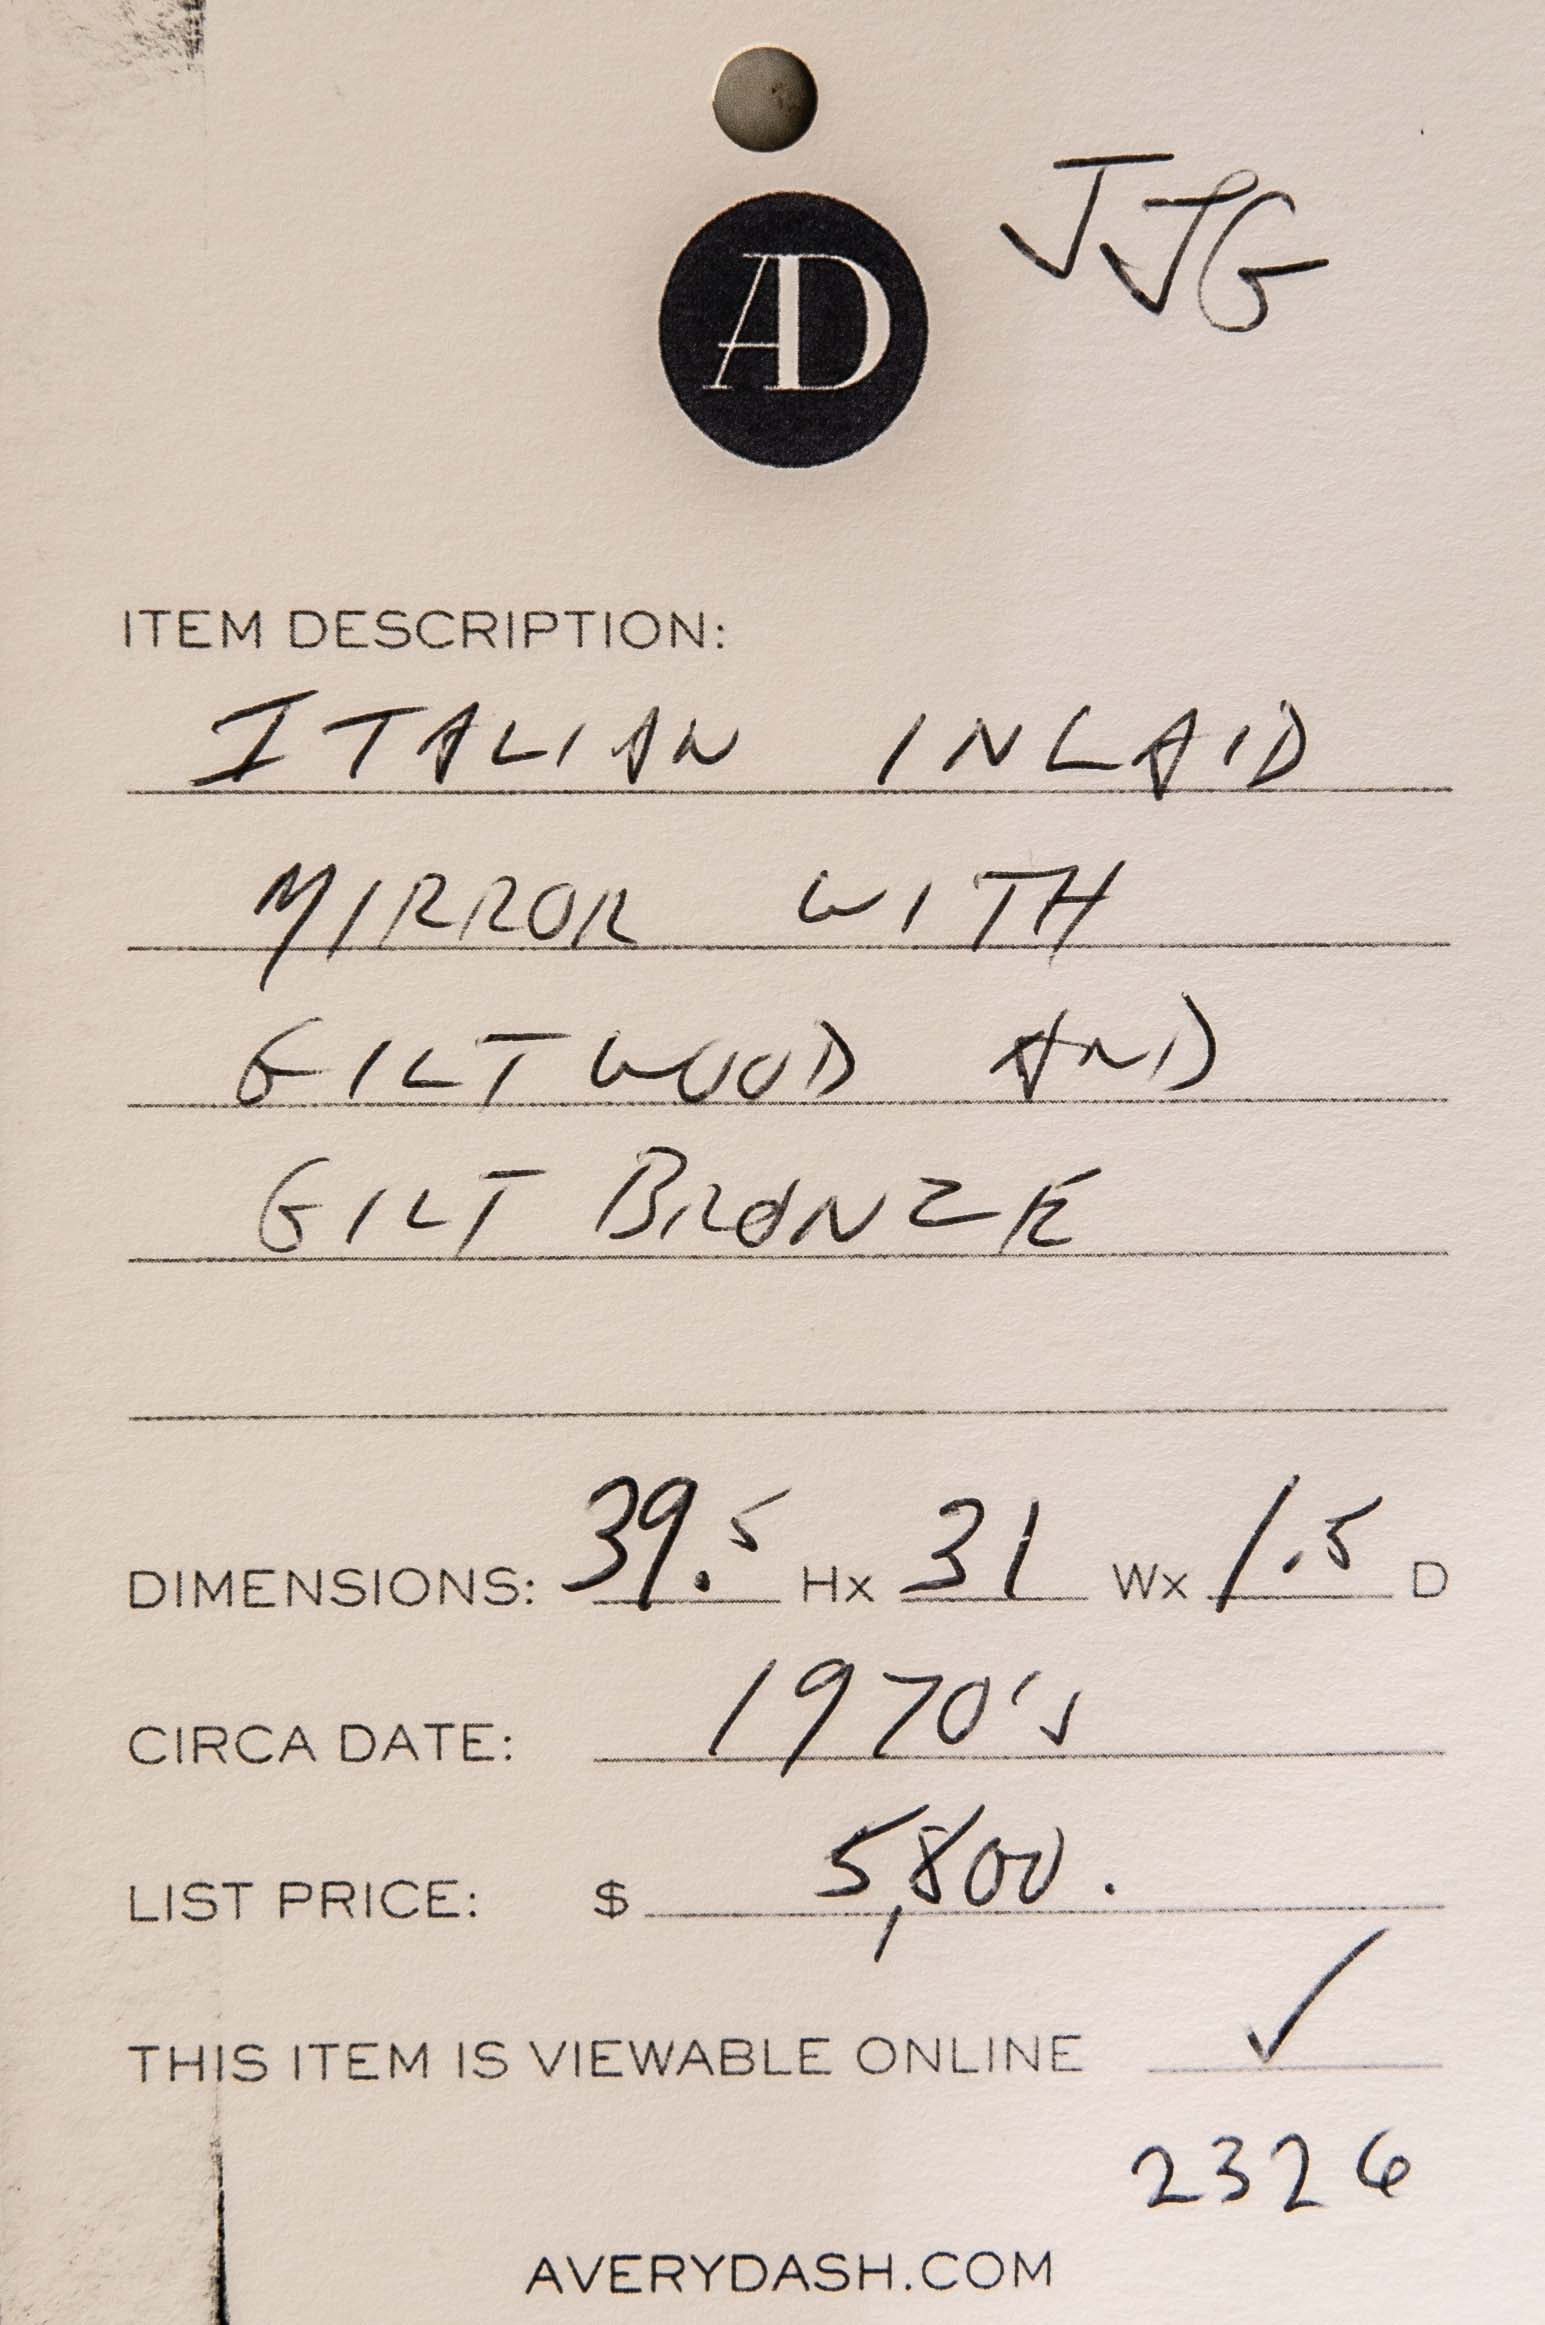 JJG
AD
ITEM DESCRIPTION:
ITALIAN INLAID
MIRROR WITH
GILTWOOD AND
GILT BRONZE
DIMENSIONS: 39.5 Hx 31 Wx 1.5 D
CIRCA DATE: 1970's
LIST PRICE: $ 5,800.
THIS ITEM IS VIEWABLE ONLINE ✓
2326
AVERYDASH.COM